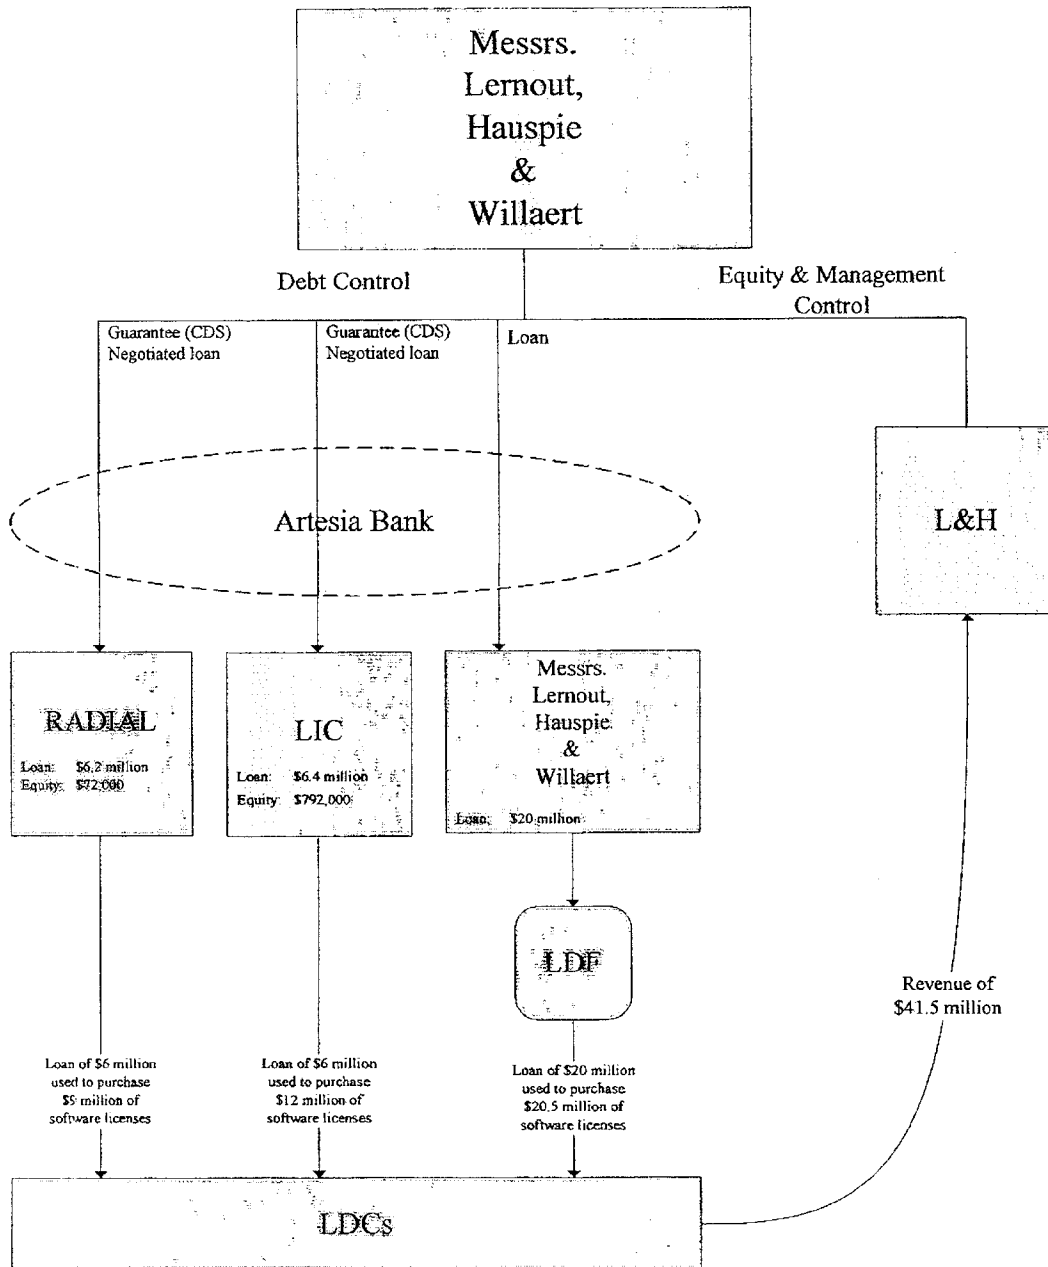 Messrs.
Lernout,
Hauspie
&
Willaert
Debt Control
Equity & Management
Control
Guarantee (CDS)
Negotiated loan
Guarantee (CDS)
Negotiated loan
Loan
Artesia Bank
L&H
RADIAL
Loan: $6.2 million
Equity: $72,000
LIC
Loan: $6.4 million
Equity: $792,000
Messrs.
Lernout,
Hauspie
&
Willaert
Loan: $20 million
LDF
Revenue of
$41.5 million
Loan of $6 million
used to purchase
$9 million of
software licenses
Loan of $6 million
used to purchase
$12 million of
software licenses
Loan of $20 million
used to purchase
$20.5 million of
software licenses
LDCs